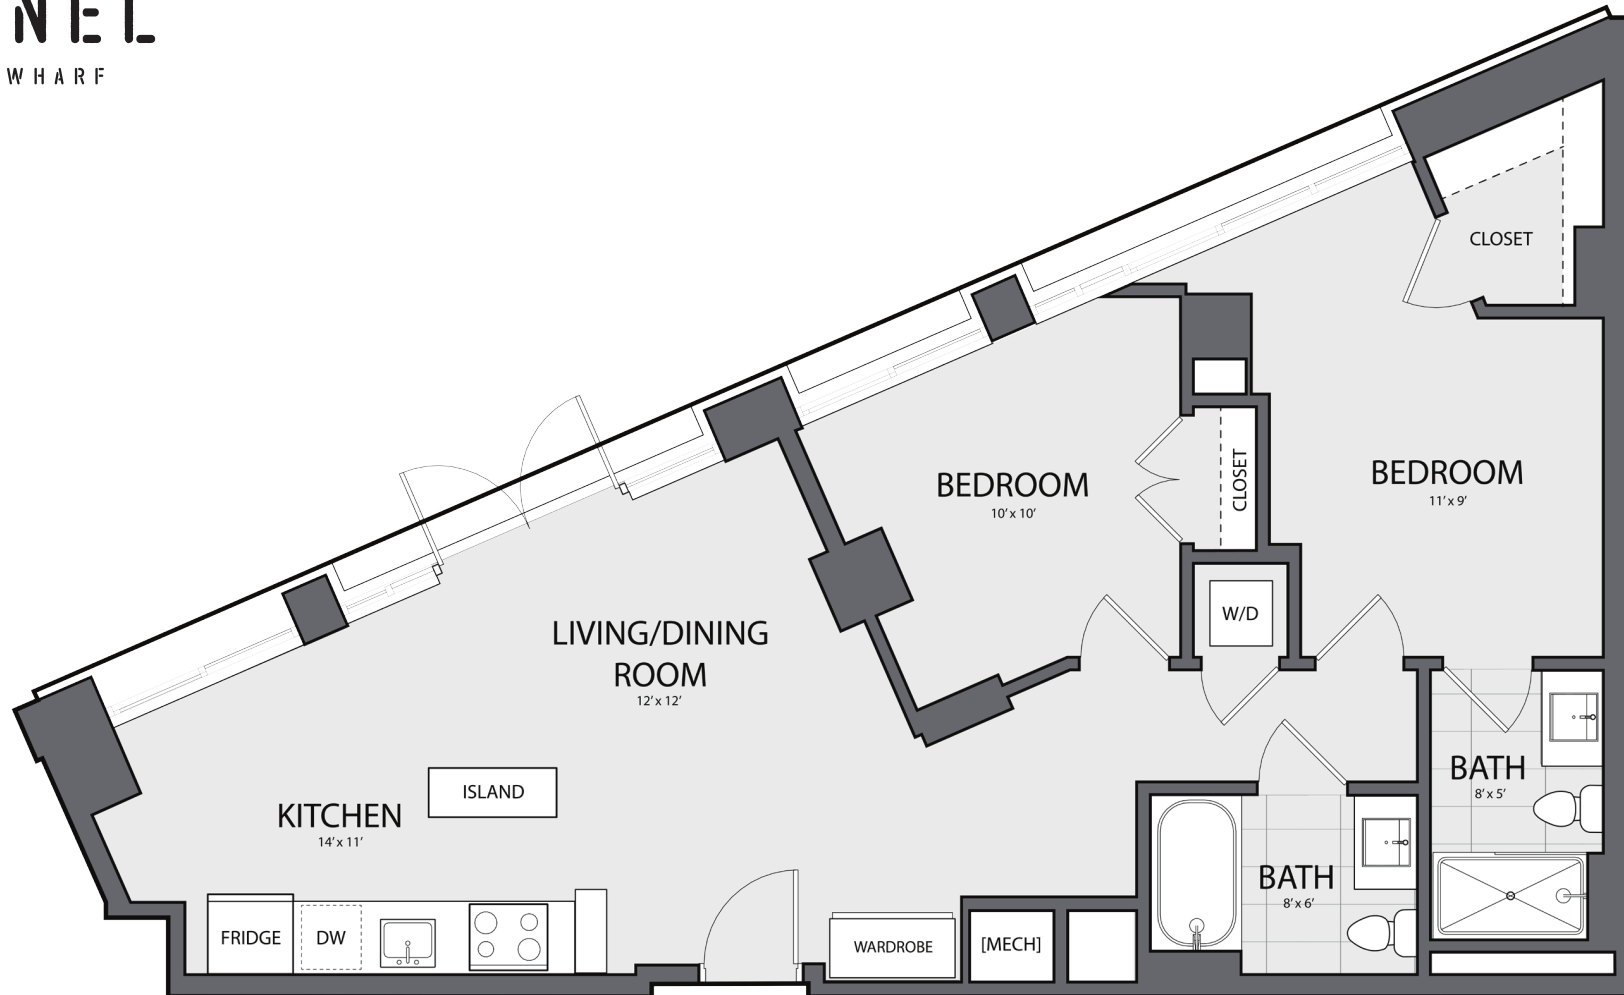 NEL
WHARF
CLOSET
BEDROOM
10' x 10'
CLOSET
BEDROOM
11' x 9'
W/D
LIVING/DINING
ROOM
12' x 12'
ISLAND
KITCHEN
14' x 11'
BATH
8' x 5'
BATH
8' x 6'
FRIDGE
DW
WARDROBE
[MECH]